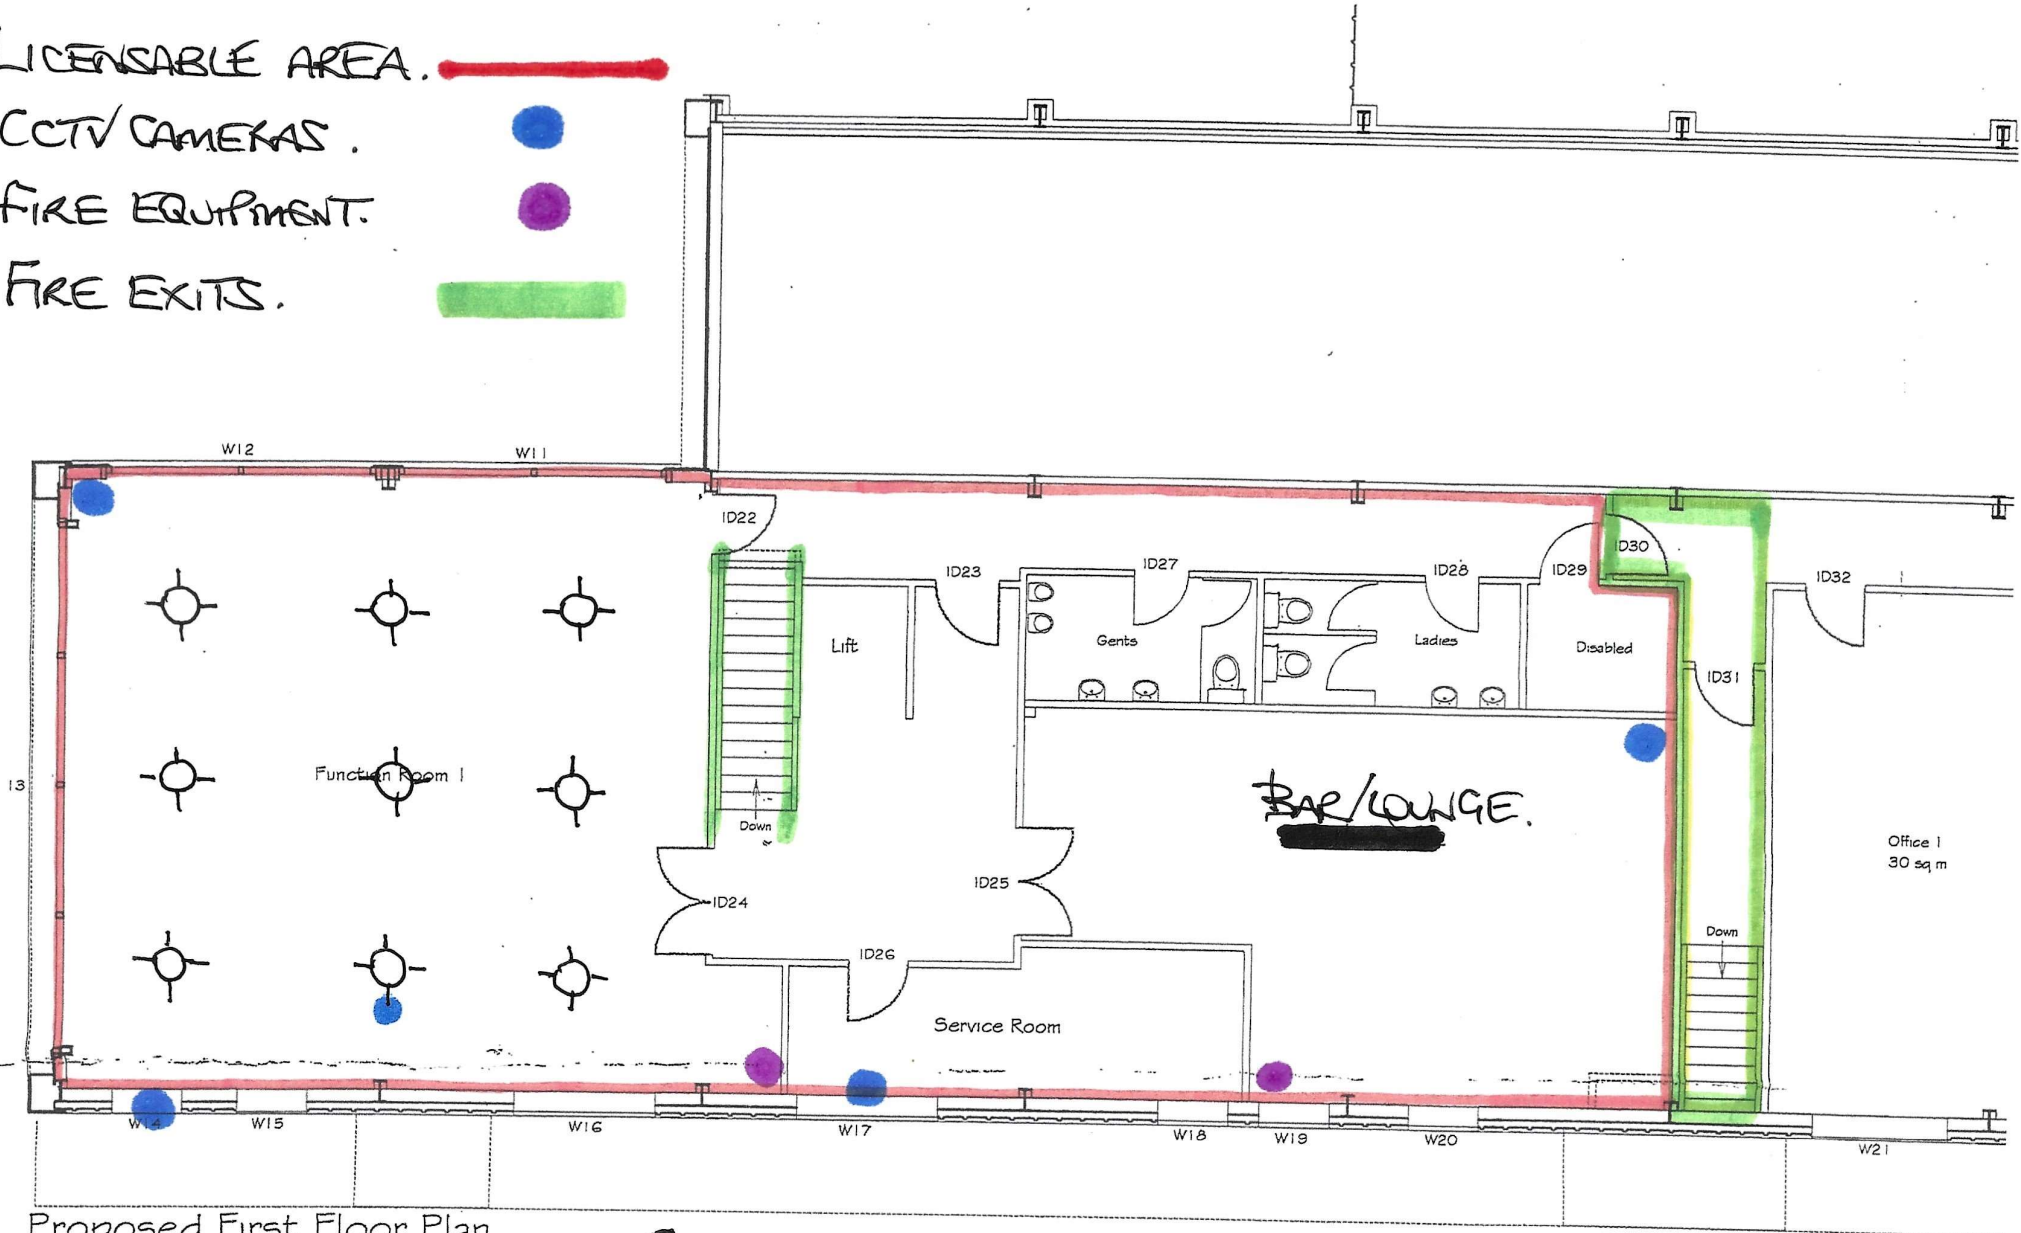 LICENSABLE AREA.
CCTV CAMERAS.
FIRE EQUIPMENT.
FIRE EXITS.
W12
W11
ID22
ID23
ID27
ID28
ID29
ID30
ID32
Lift
Gents
Ladies
Disabled
ID31
13
Function Room 1
BAR/LOUNGE.
Down
Office 1
30 sq m
ID25
ID24
Down
ID26
Service Room
W14
W15
W16
W17
W18
W19
W20
W21
Proposed First Floor Plan